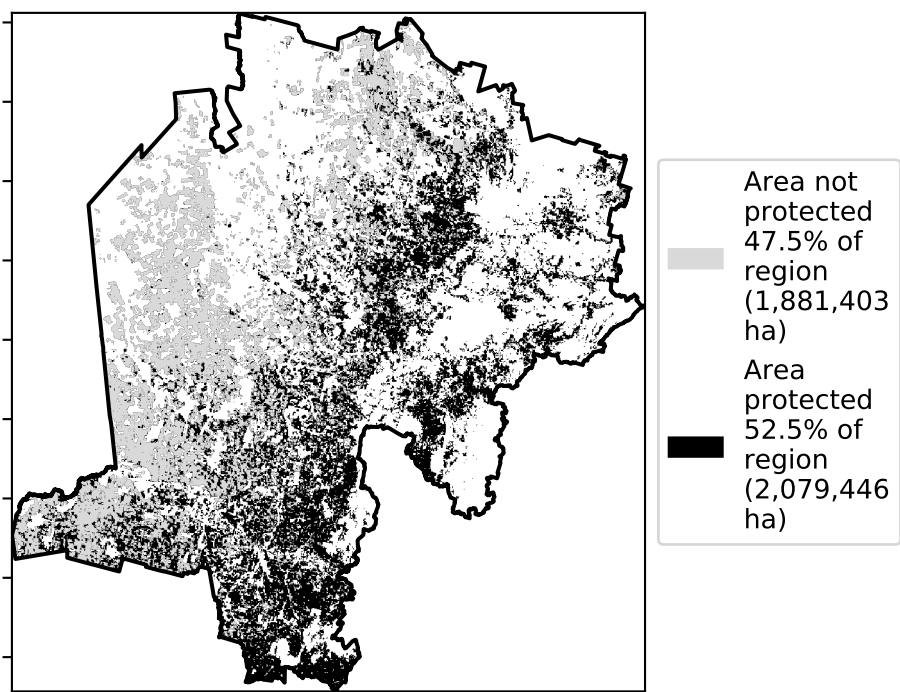 Area not
protected
47.5% of
region
(1,881,403
ha)
Area
protected
52.5% of
region
(2,079,446
ha)